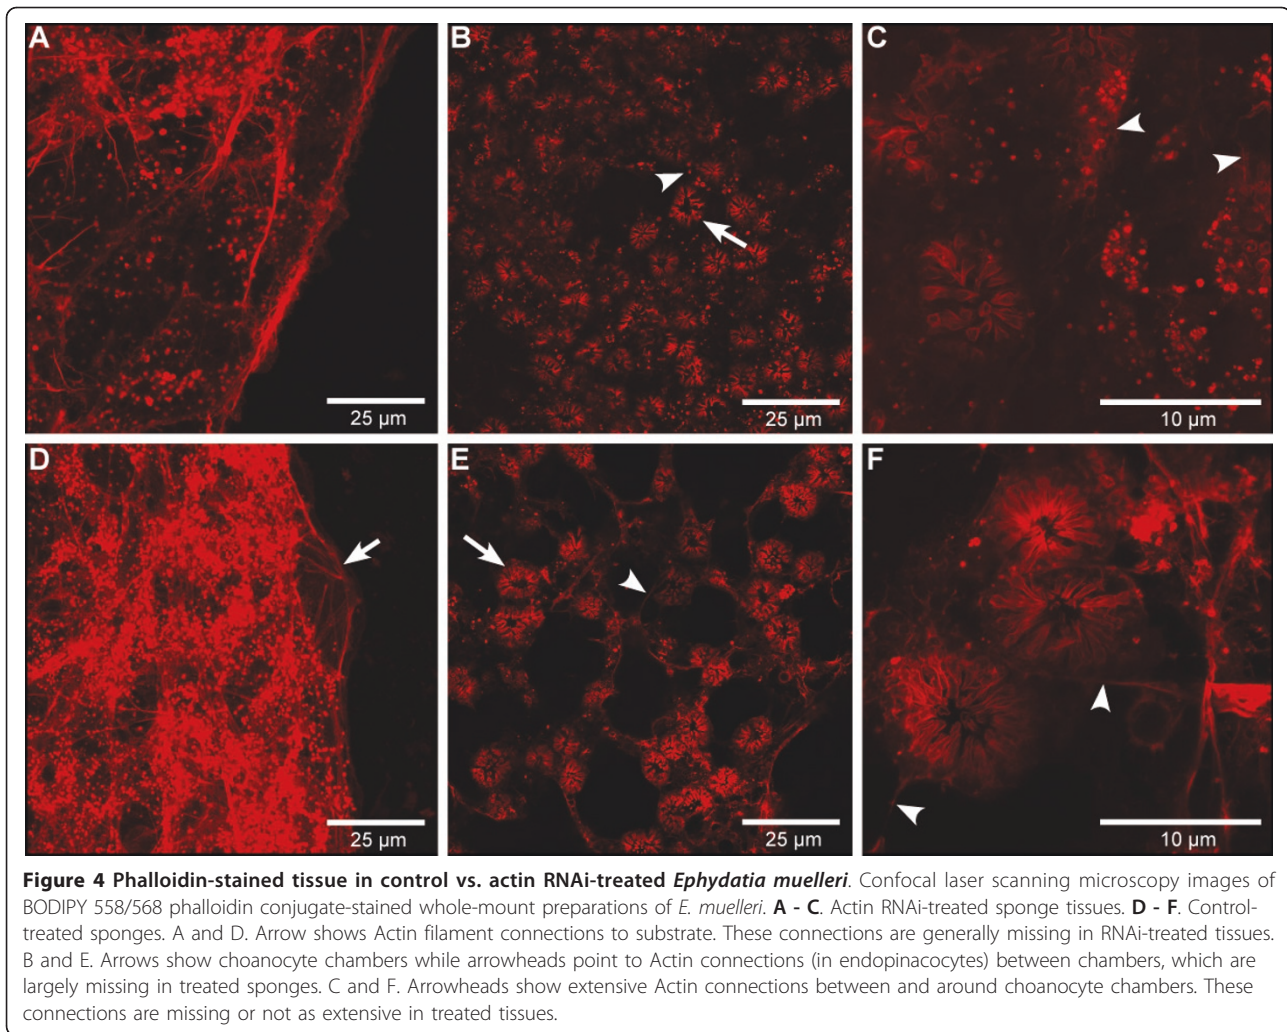 A B C
25 µm 25 µm 10 µm
D E F
25 µm 25 µm 10 µm
Figure 4 Phalloidin-stained tissue in control vs. actin RNAi-treated Ephydatia muelleri. Confocal laser scanning microscopy images of
BODIPY 558/568 phalloidin conjugate-stained whole-mount preparations of E. muelleri. A - C. Actin RNAi-treated sponge tissues. D - F. Control-
treated sponges. A and D. Arrow shows Actin filament connections to substrate. These connections are generally missing in RNAi-treated tissues.
B and E. Arrows show choanocyte chambers while arrowheads point to Actin connections (in endopinacocytes) between chambers, which are
largely missing in treated sponges. C and F. Arrowheads show extensive Actin connections between and around choanocyte chambers. These
connections are missing or not as extensive in treated tissues.